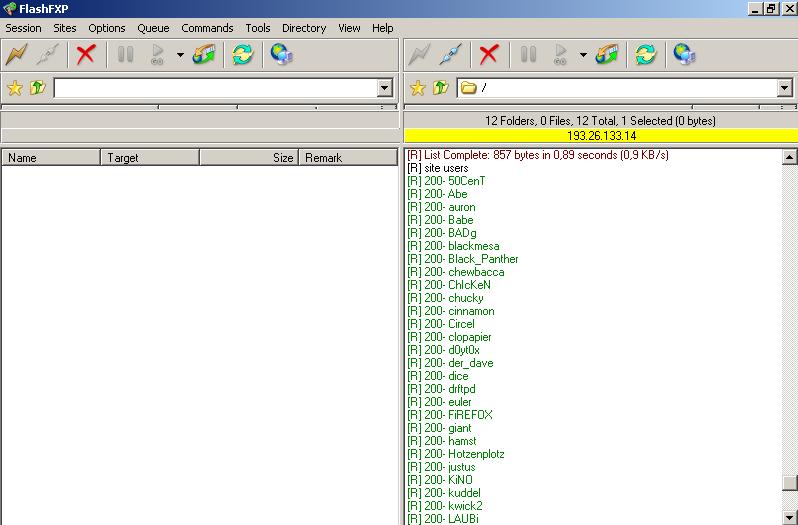 FlashFXP
Session Sites Options Queue Commands Tools Directory View Help
GO GO
/
12 Folders, 0 Files, 12 Total, 1 Selected (0 bytes)
193.26.133.14
Name Target Size Remark
[R] List Complete: 857 bytes in 0,89 seconds (0,9 KB/s)
[R] site users
[R] 200- 50CenT
[R] 200- Abe
[R] 200- auron
[R] 200- Babe
[R] 200- BADg
[R] 200- blackmesa
[R] 200- Black_Panther
[R] 200- chewbacca
[R] 200- ChIcKeN
[R] 200- chucky
[R] 200- cinnamon
[R] 200- Circel
[R] 200- clopapier
[R] 200- d0yt0x
[R] 200- der_dave
[R] 200- dice
[R] 200- drftpd
[R] 200- euler
[R] 200- FiREFOX
[R] 200- giant
[R] 200- hamst
[R] 200- Hotzenplotz
[R] 200- justus
[R] 200- KiNO
[R] 200- kuddel
[R] 200- kwick2
[R] 200- LAUBi